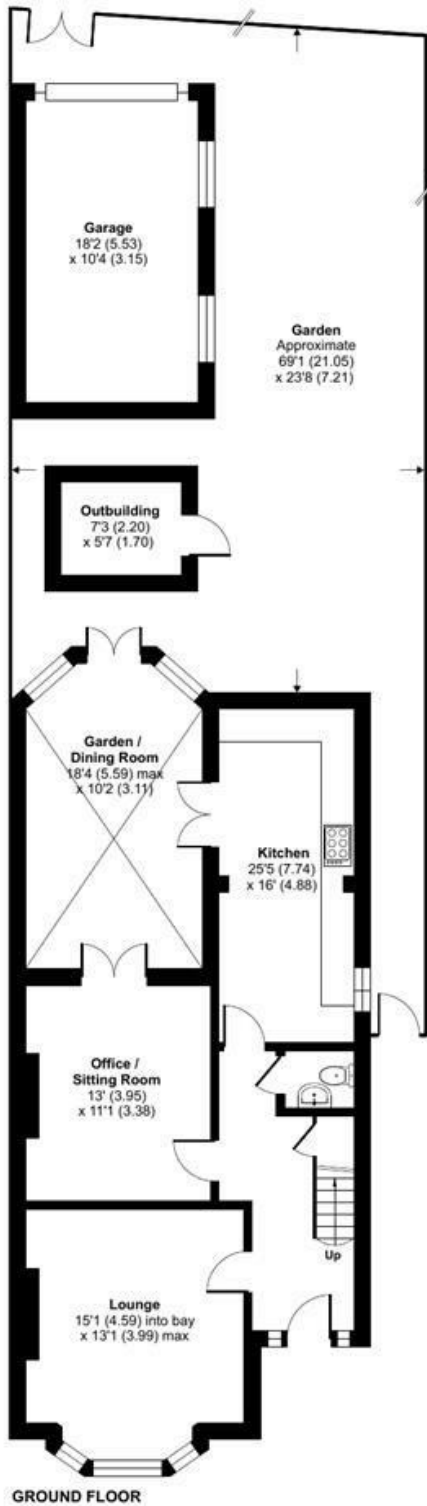 Garage
18'2 (5.53)
x 10'4 (3.15)
Garden
Approximate
69'1 (21.05)
x 23'8 (7.21)
Outbuilding
7'3 (2.20)
x 5'7 (1.70)
Garden /
Dining Room
18'4 (5.59) max
x 10'2 (3.11)
Kitchen
25'5 (7.74)
x 16' (4.88)
Office /
Sitting Room
13' (3.95)
x 11'1 (3.38)
Up
Lounge
15'1 (4.59) into bay
x 13'1 (3.99) max
GROUND FLOOR